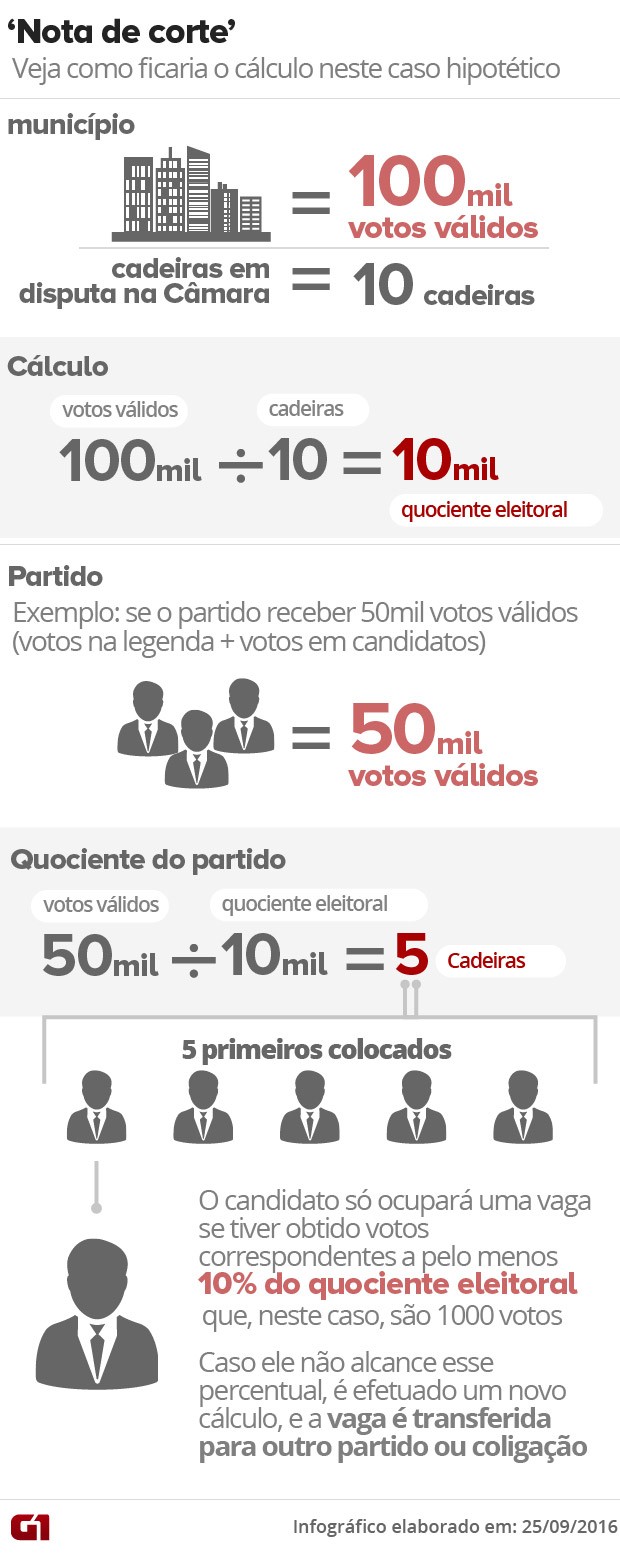 ‘Nota de corte’
Veja como ficaria o cálculo neste caso hipotético
município
= 100 mil
votos válidos
cadeiras em
disputa na Câmara
= 10 cadeiras
Cálculo
votos válidos
cadeiras
100mil ÷ 10 = 10mil
quociente eleitoral
Partido
Exemplo: se o partido receber 50mil votos válidos
(votos na legenda + votos em candidatos)
= 50 mil
votos válidos
Quociente do partido
votos válidos
quociente eleitoral
50mil ÷ 10mil = 5 Cadeiras
5 primeiros colocados
O candidato só ocupará uma vaga
se tiver obtido votos
correspondentes a pelo menos
10% do quociente eleitoral
que, neste caso, são 1000 votos
Caso ele não alcance esse
percentual, é efetuado um novo
cálculo, e a vaga é transferida
para outro partido ou coligação
G1
Infográfico elaborado em: 25/09/2016